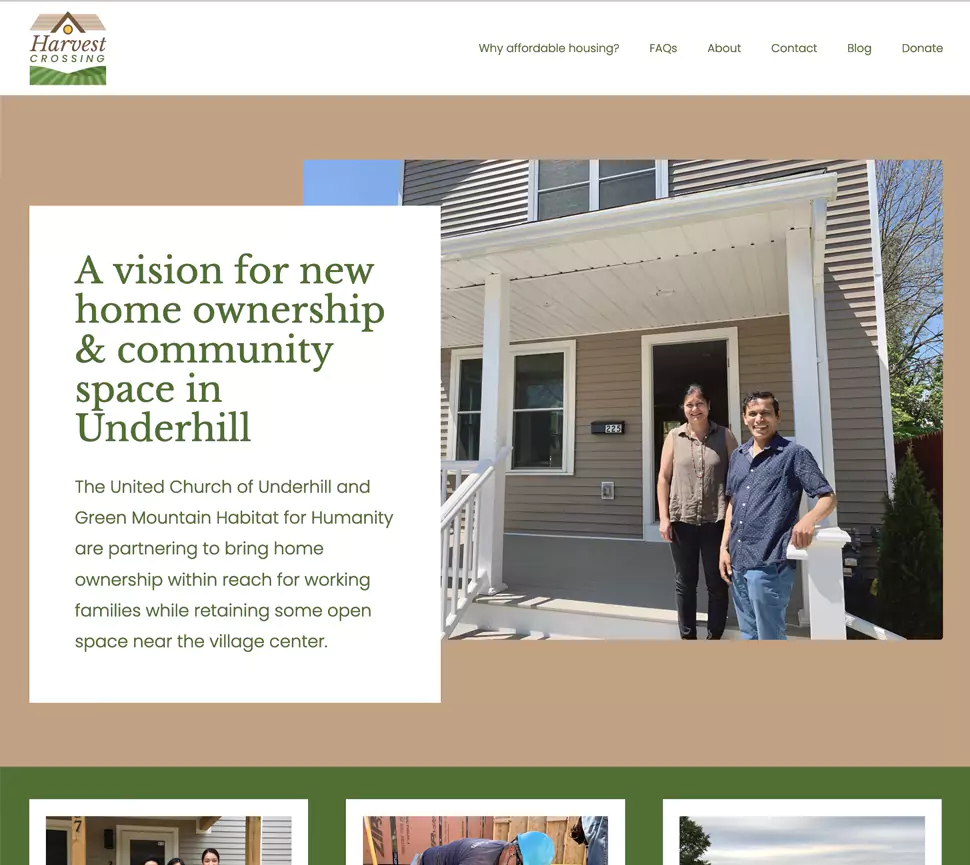 Harvest
CROSSING
Why affordable housing?
FAQs
About
Contact
Blog
Donate
A vision for new
home ownership
& community
space in
Underhill
The United Church of Underhill and
Green Mountain Habitat for Humanity
are partnering to bring home
ownership within reach for working
families while retaining some open
space near the village center.
225
7